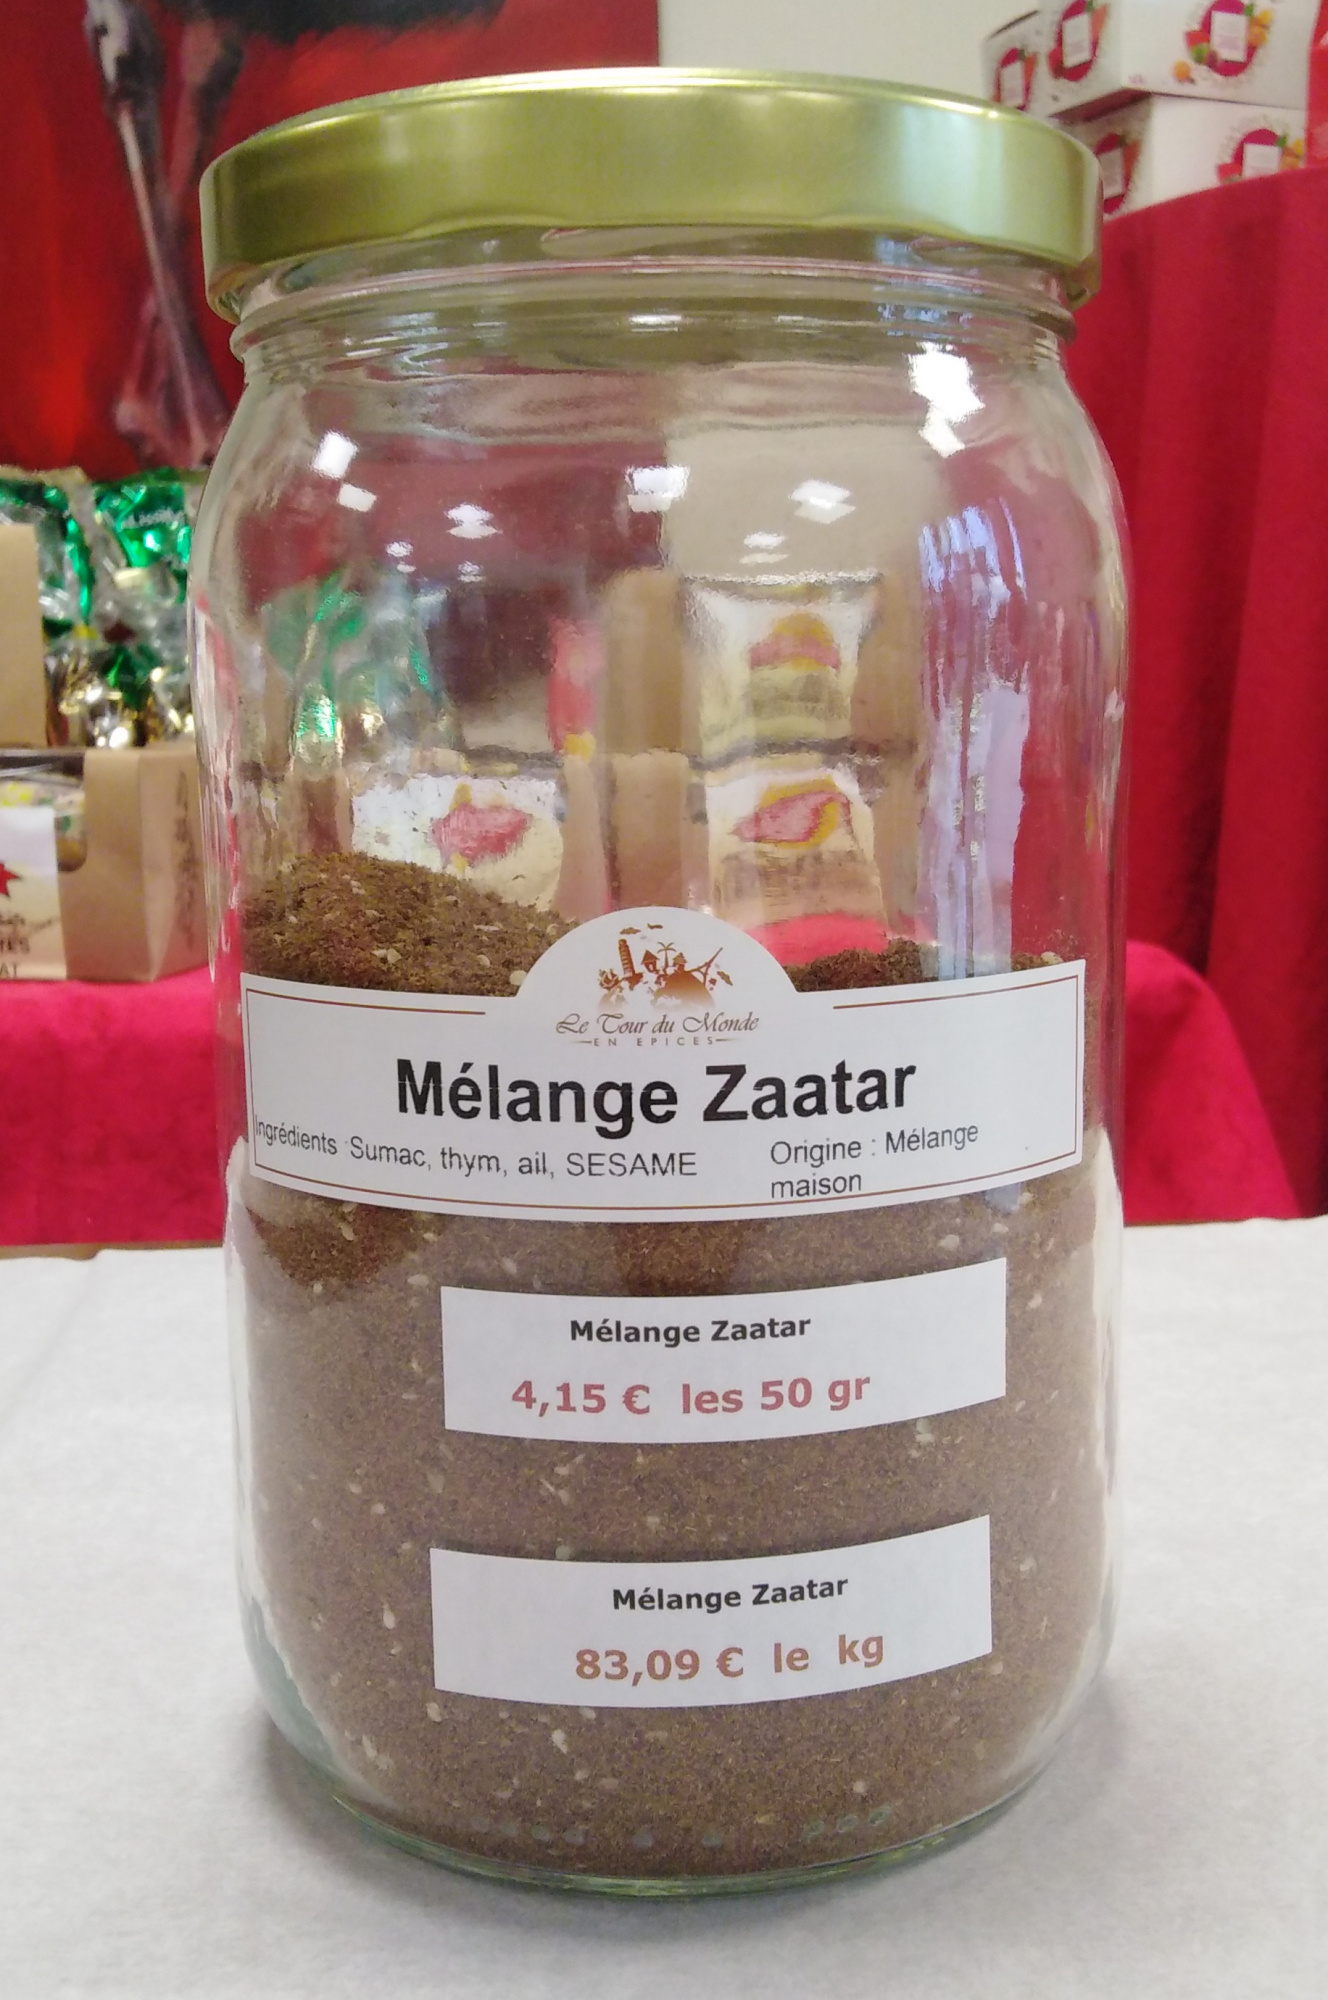 Le Tour du Monde
EN EPICES
Mélange Zaatar
Ingrédients : Sumac, thym, ail, SESAME
Origine : Mélange
maison
Mélange Zaatar
4,15 € les 50 gr
Mélange Zaatar
83,09 € le kg